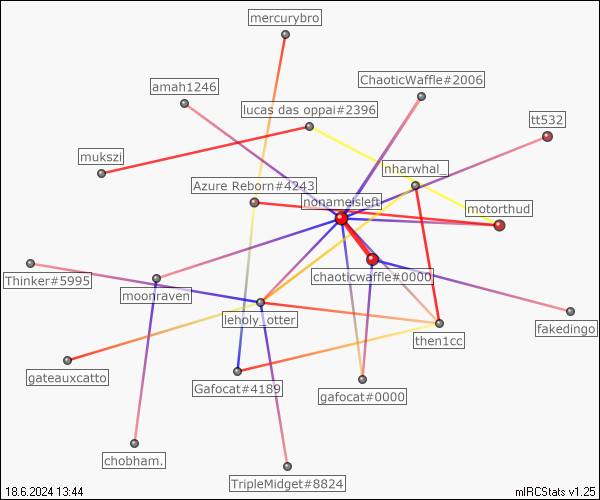 mercurybro
ChaoticWaffle#2006
amah1246
lucas das oppai#2396
tt532
mukszi
nharwhal_
Azure Reborn#4243
nonameisleft
motorthud
chaoticwaffle#0000
Thinker#5995
moonraven
leholy_otter
fakedingo
then1cc
gateauxcatto
Gafocat#4189
gafocat#0000
chobham.
TripleMidget#8824
18.6.2024 13:44
mIRCStats v1.25